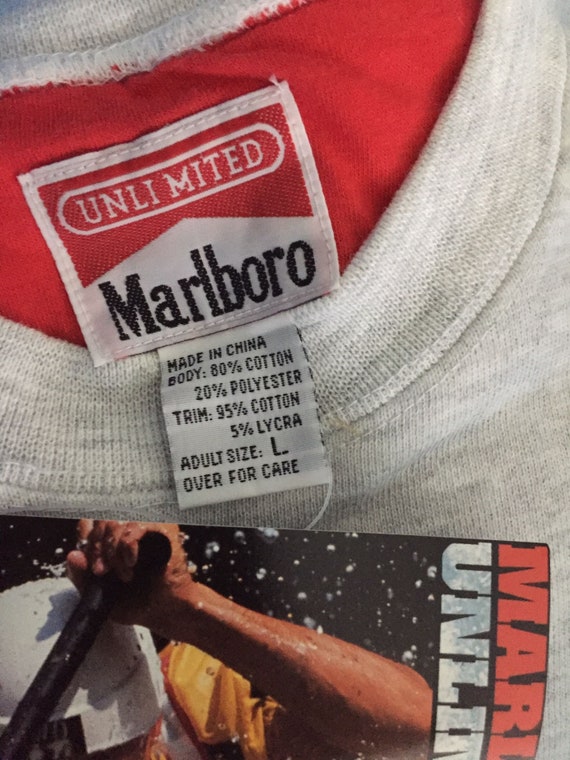 UNLIMITED
Marlboro
MADE IN CHINA
BODY: 80% COTTON
20% POLYESTER
TRIM: 95% COTTON
5% LYCRA
ADULT SIZE: L
OVER FOR CARE